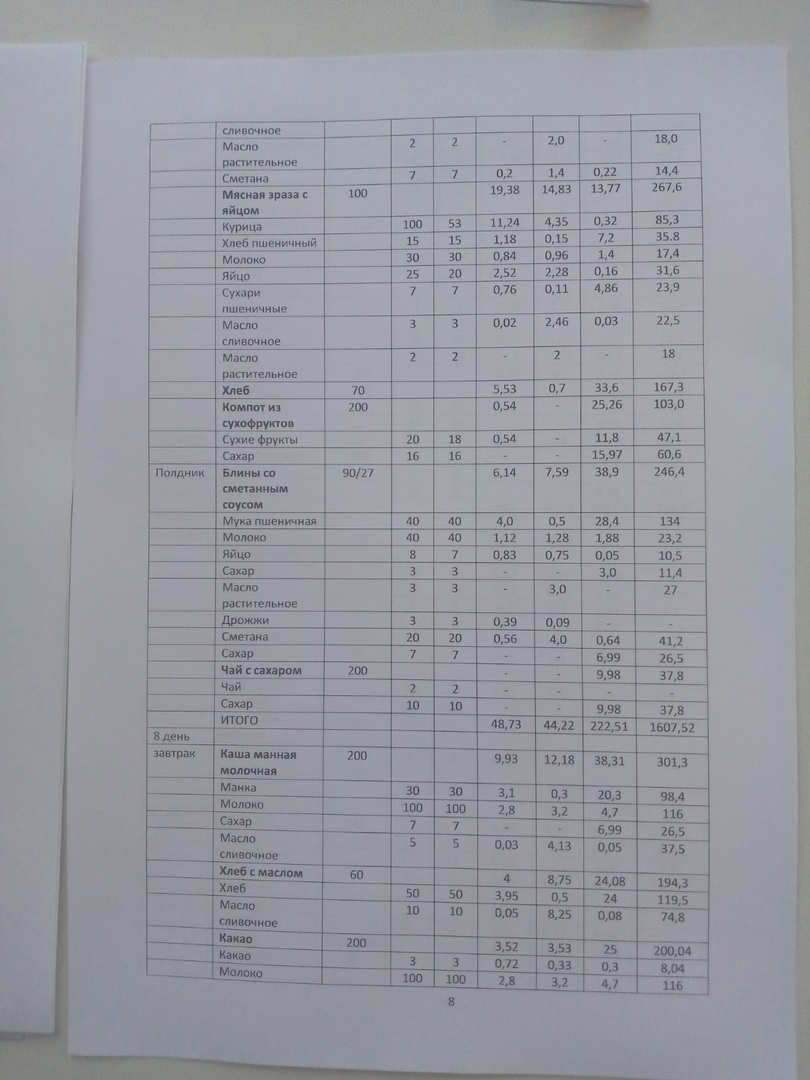 сливочное
Масло 2 2 - 2,0 - 18,0
растительное
Сметана 7 7 0,2 1,4 0,22 14,4
Мясная зраза с 100 19,38 14,83 13,77 267,6
яйцом
Курица 100 53 11,24 4,35 0,32 85,3
Хлеб пшеничный 15 15 1,18 0,15 7,2 35.8
Молоко 30 30 0,84 0,96 1,4 17,4
Яйцо 25 20 2,52 2,28 0,16 31,6
Сухари 7 7 0,76 0,11 4,86 23,9
пшеничные
Масло 3 3 0,02 2,46 0,03 22,5
сливочное
Масло 2 2 - 2 - 18
растительное
Хлеб 70 5,53 0,7 33,6 167,3
Компот из 200 0,54 - 25,26 103,0
сухофруктов
Сухие фрукты 20 18 0,54 - 11,8 47,1
Сахар 16 16 - - 15,97 60,6
Полдник Блины со 90/27 6,14 7,59 38,9 246,4
сметанным
соусом
Мука пшеничная 40 40 4,0 0,5 28,4 134
Молоко 40 40 1,12 1,28 1,88 23,2
Яйцо 8 7 0,83 0,75 0,05 10,5
Сахар 3 3 - - 3,0 11,4
Масло 3 3 - 3,0 - 27
растительное
Дрожжи 3 3 0,39 0,09 - -
Сметана 20 20 0,56 4,0 0,64 41,2
Сахар 7 7 - - 6,99 26,5
Чай с сахаром 200 - - 9,98 37,8
Чай 2 2 - - - -
Сахар 10 10 - - 9,98 37,8
ИТОГО 48,73 44,22 222,51 1607,52
8 день
завтрак Каша манная 200 9,93 12,18 38,31 301,3
молочная
Манка 30 30 3,1 0,3 20,3 98,4
Молоко 100 100 2,8 3,2 4,7 116
Сахар 7 7 - - 6,99 26,5
Масло 5 5 0,03 4,13 0,05 37,5
сливочное
Хлеб с маслом 60 4 8,75 24,08 194,3
Хлеб 50 50 3,95 0,5 24 119,5
Масло 10 10 0,05 8,25 0,08 74,8
сливочное
Какао 200 3,52 3,53 25 200,04
Какао 3 3 0,72 0,33 0,3 8,04
Молоко 100 100 2,8 3,2 4,7 116
8